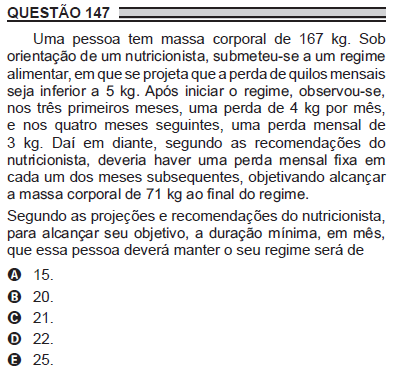 QUESTÃO 147
Uma pessoa tem massa corporal de 167 kg. Sob
orientação de um nutricionista, submeteu-se a um regime
alimentar, em que se projeta que a perda de quilos mensais
seja inferior a 5 kg. Após iniciar o regime, observou-se,
nos três primeiros meses, uma perda de 4 kg por mês,
e nos quatro meses seguintes, uma perda mensal de
3 kg. Daí em diante, segundo as recomendações do
nutricionista, deveria haver uma perda mensal fixa em
cada um dos meses subsequentes, objetivando alcançar
a massa corporal de 71 kg ao final do regime.
Segundo as projeções e recomendações do nutricionista,
para alcançar seu objetivo, a duração mínima, em mês,
que essa pessoa deverá manter o seu regime será de
A 15.
B 20.
C 21.
D 22.
E 25.